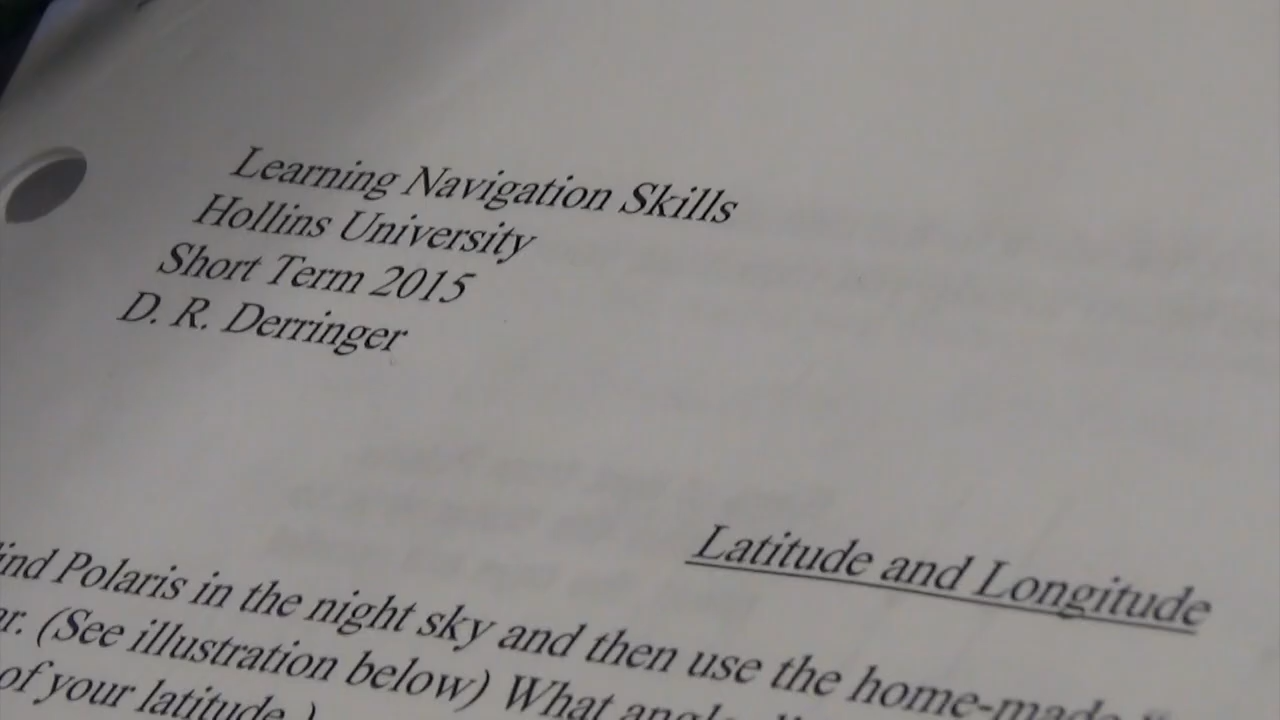 Learning Navigation Skills
Hollins University
Short Term 2015
D. R. Derringer
Latitude and Longitude
Polaris in the night sky and then use the home-made
(See illustration below) What
of your latitude.)